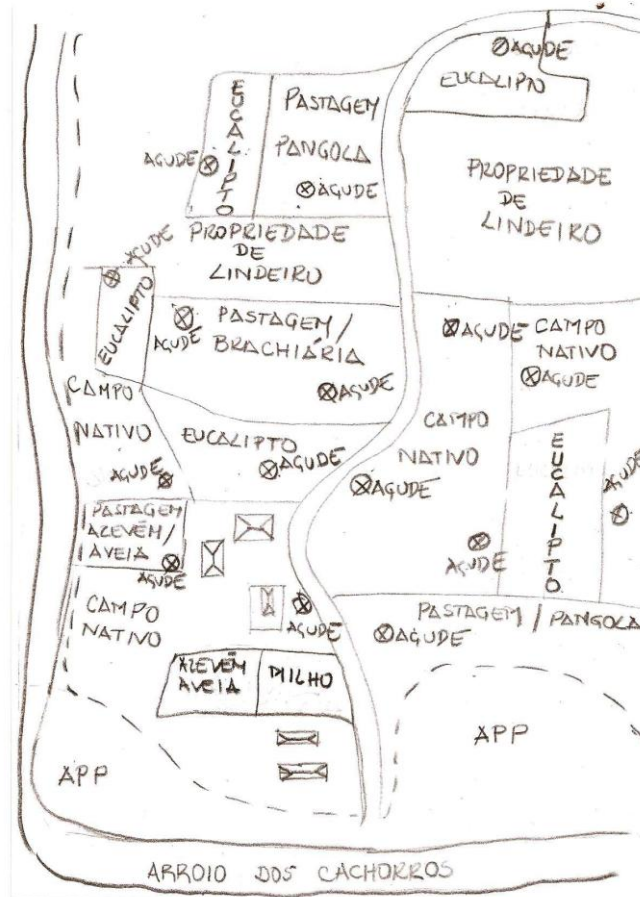 AÇUDE
EUCALIPTO
EUCALIPTO
PASTAGEM
PANGOLA
AÇUDE
AÇUDE
PROPRIEDADE
DE
LINDEIRO
PROPRIEDADE
DE
LINDEIRO
AÇUDE
EUCALIPTO
PASTAGEM /
BRACHIÁRIA
AÇUDE
AÇUDE
AÇUDE
CAMPO
NATIVO
AÇUDE
CAMPO
NATIVO
AÇUDE
EUCALIPTO
AÇUDE
CAMPO
NATIVO
AÇUDE
EUCALIPTO
AÇUDE
AÇUDE
PASTAGEM
AZEVÉM/
AVEIA
AÇUDE
CAMPO
NATIVO
AÇUDE
PASTAGEM / PANGOLA
AÇUDE
AZEVÉM
AVEIA
MILHO
APP
APP
ARROIO DOS CACHORROS